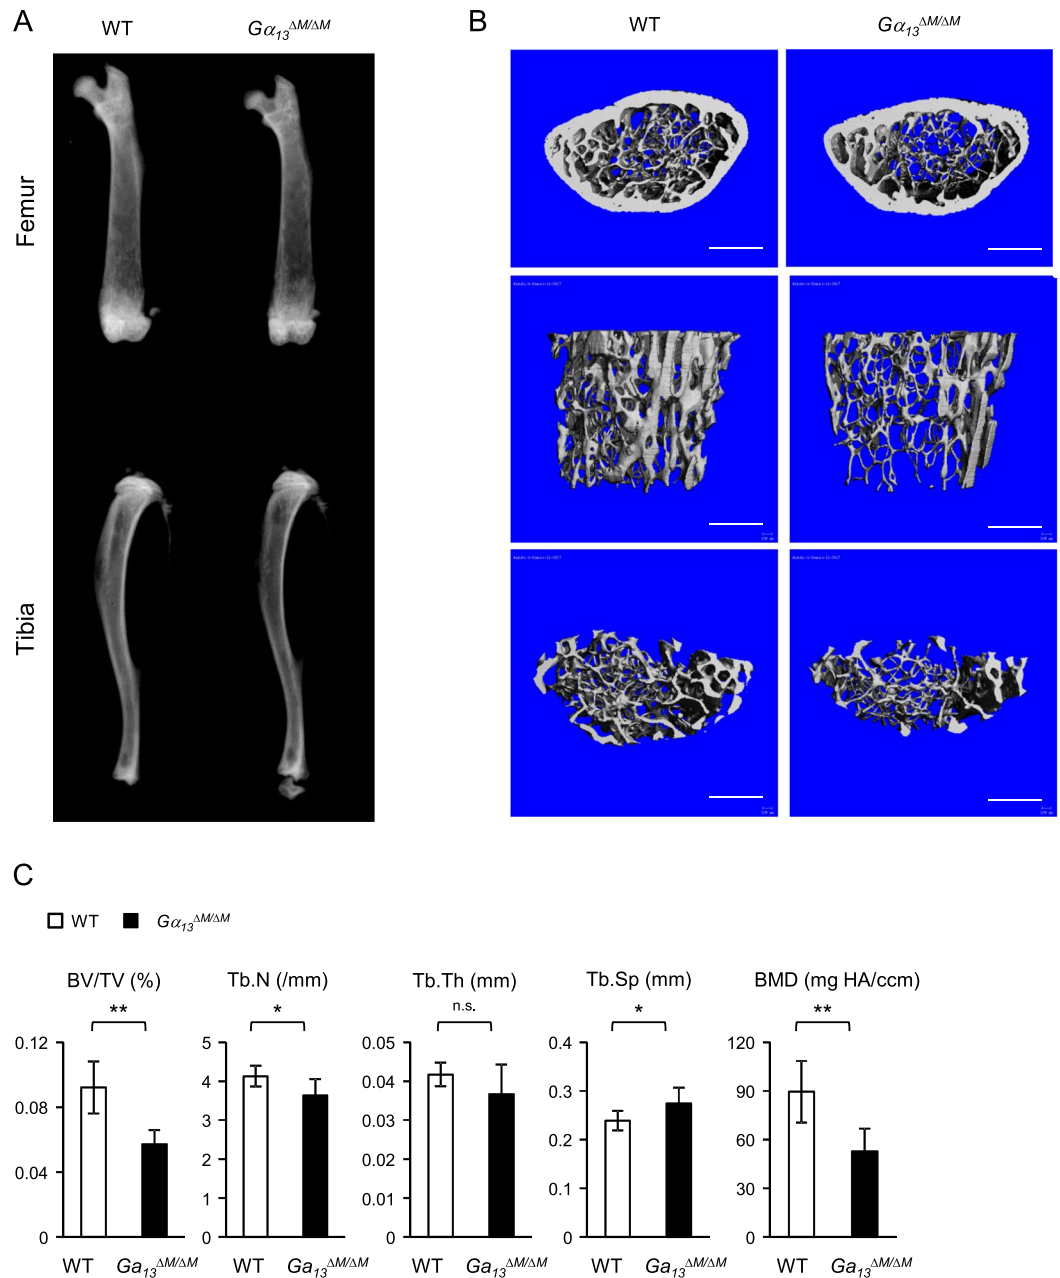 A
WT
Gα13ΔM/ΔM
Femur
Tibia
B
WT
Gα13ΔM/ΔM
C
WT
Gα13ΔM/ΔM
BV/TV (%)
**
0.12
0.08
0.04
0
WT
Ga13ΔM/ΔM
Tb.N (/mm)
*
5
4
3
2
1
0
WT
Ga13ΔM/ΔM
Tb.Th (mm)
n.s.
0.05
0.04
0.03
0.02
0.01
0
WT
Ga13ΔM/ΔM
Tb.Sp (mm)
*
0.4
0.3
0.2
0.1
0
WT
Ga13ΔM/ΔM
BMD (mg HA/ccm)
**
120
90
60
30
0
WT
Ga13ΔM/ΔM